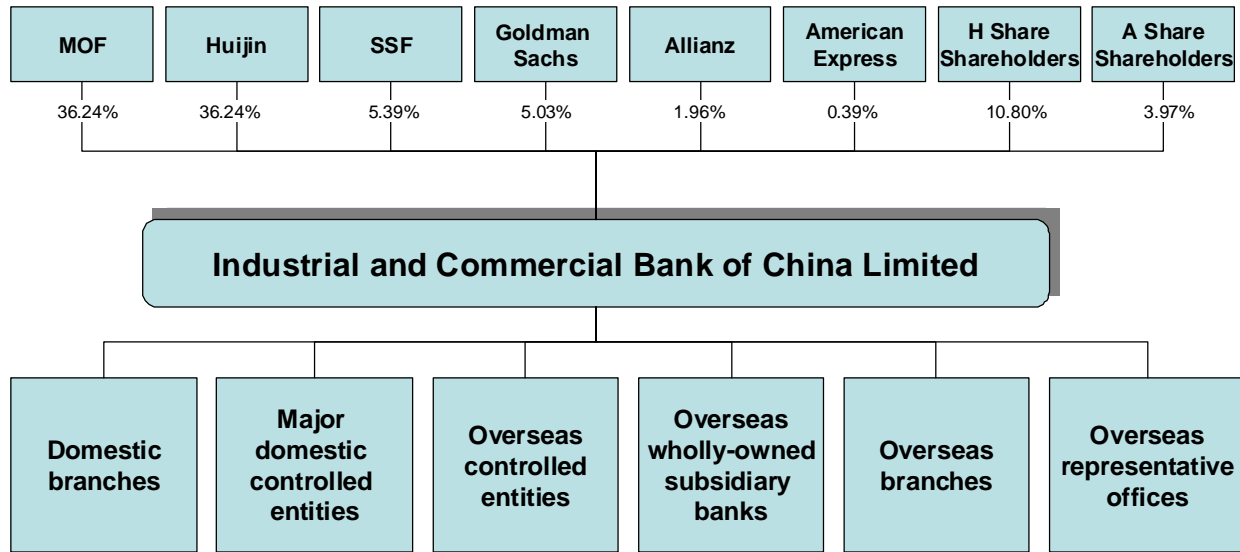 MOF
Huijin
SSF
Goldman
Sachs
Allianz
American
Express
H Share
Shareholders
A Share
Shareholders
36.24%
36.24%
5.39%
5.03%
1.96%
0.39%
10.80%
3.97%
Industrial and Commercial Bank of China Limited
Domestic
branches
Major
domestic
controlled
entities
Overseas
controlled
entities
Overseas
wholly-owned
subsidiary
banks
Overseas
branches
Overseas
representative
offices